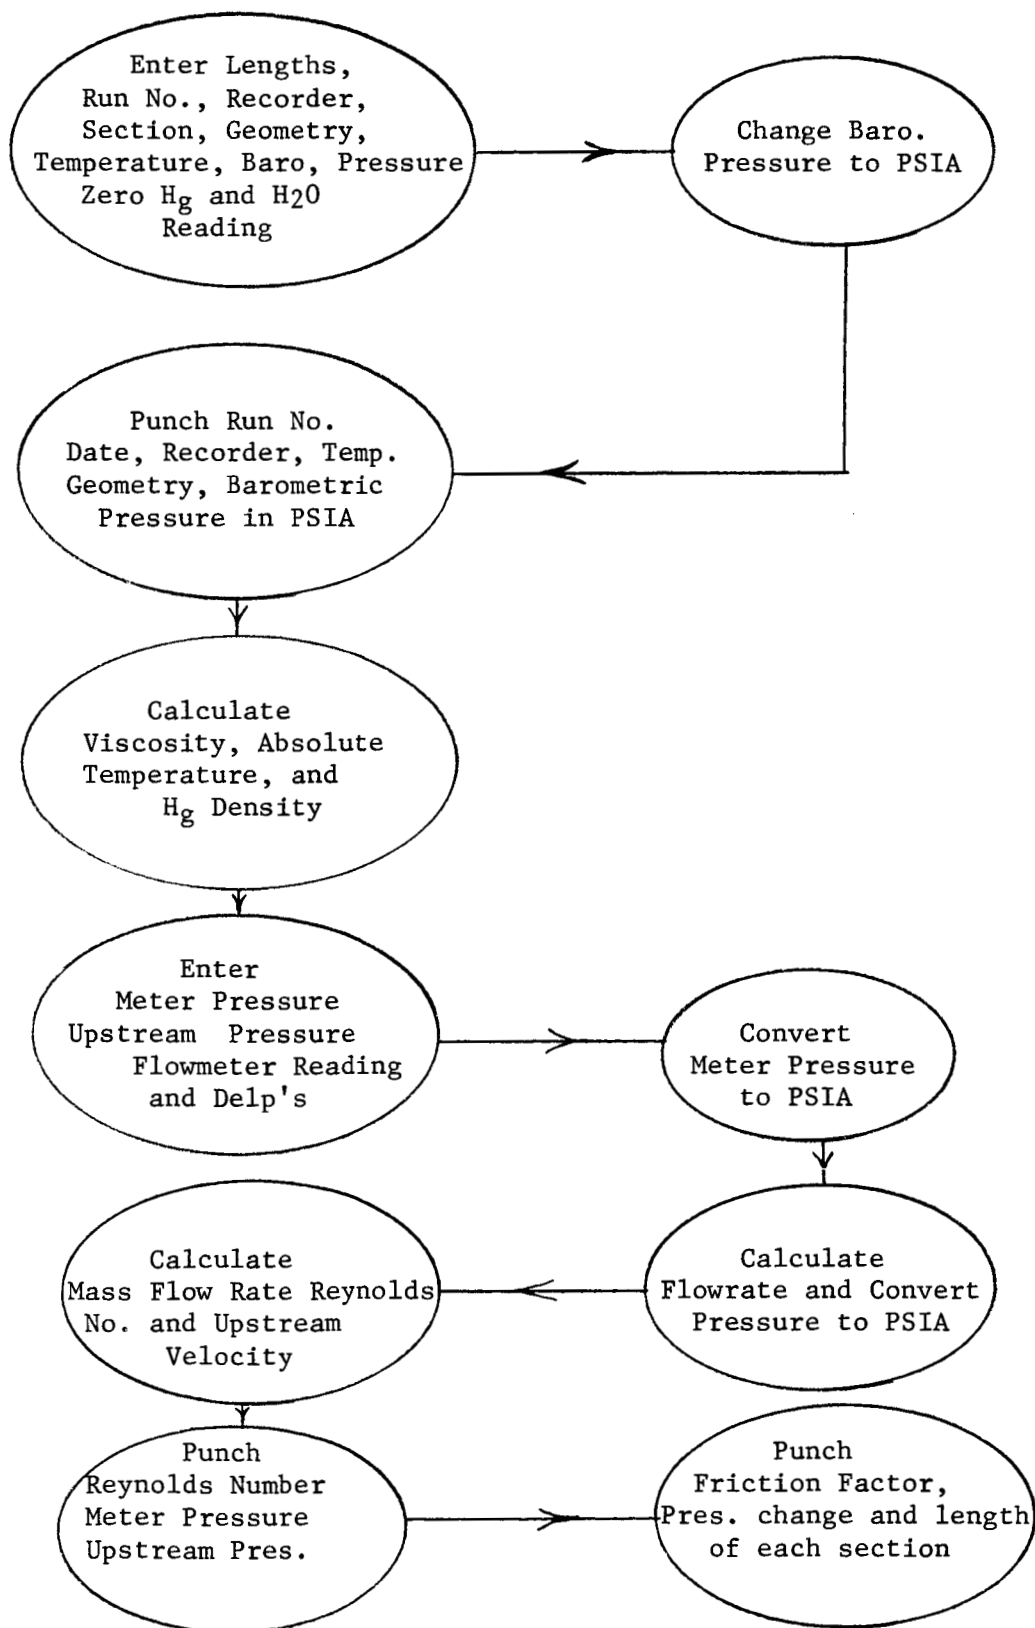 Enter Lengths,
Run No., Recorder,
Section, Geometry,
Temperature, Baro, Pressure
Zero Hg and H2O
Reading
Change Baro.
Pressure to PSIA
Punch Run No.
Date, Recorder, Temp.
Geometry, Barometric
Pressure in PSIA
Calculate
Viscosity, Absolute
Temperature, and
Hg Density
Enter
Meter Pressure
Upstream Pressure
Flowmeter Reading
and Delp's
Convert
Meter Pressure
to PSIA
Calculate
Flowrate and Convert
Pressure to PSIA
Calculate
Mass Flow Rate Reynolds
No. and Upstream
Velocity
Punch
Reynolds Number
Meter Pressure
Upstream Pres.
Punch
Friction Factor,
Pres. change and length
of each section